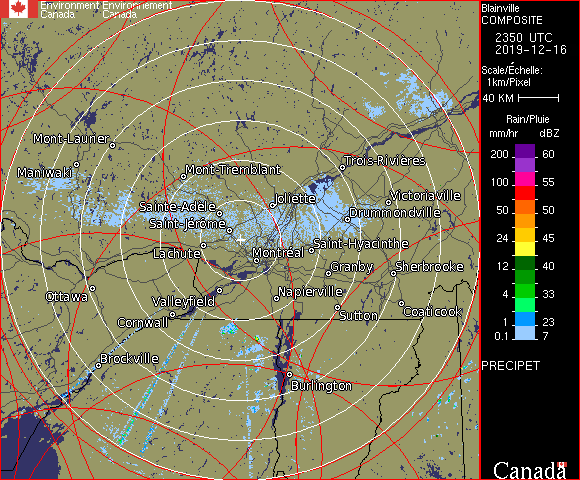 Environment Environnement
Canada Canada
Blainville
COMPOSITE
2350 UTC
2019-12-16
Scale/Échelle:
1km/Pixel
40 KM
Rain/Pluie
mm/hr dBZ
200 60
150 57
100 55
50 50
24 45
12 40
4 33
1 23
0.1 7
PRECIPET
Canada
Mont-Laurier
Maniwaki
Mont-Tremblant
Trois-Rivières
Joliette
Victoriaville
Sainte-Adèle
Drummondville
Saint-Jérôme
Saint-Hyacinthe
Lachute
Montréal
Granby
Sherbrooke
Ottawa
Valleyfield
Napierville
Cornwall
Sutton
Coaticook
Brockville
Burlington